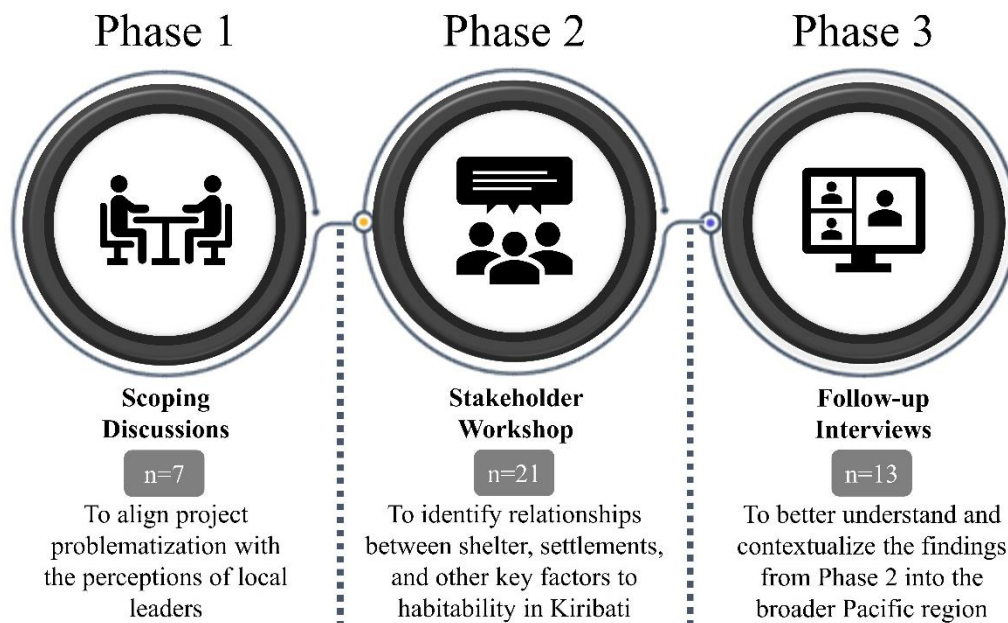 Phase 1
Scoping
Discussions
n=7
To align project
problematization with
the perceptions of local
leaders
Phase 2
Stakeholder
Workshop
n=21
To identify relationships
between shelter, settlements,
and other key factors to
habitability in Kiribati
Phase 3
Follow-up
Interviews
n=13
To better understand and
contextualize the findings
from Phase 2 into the
broader Pacific region